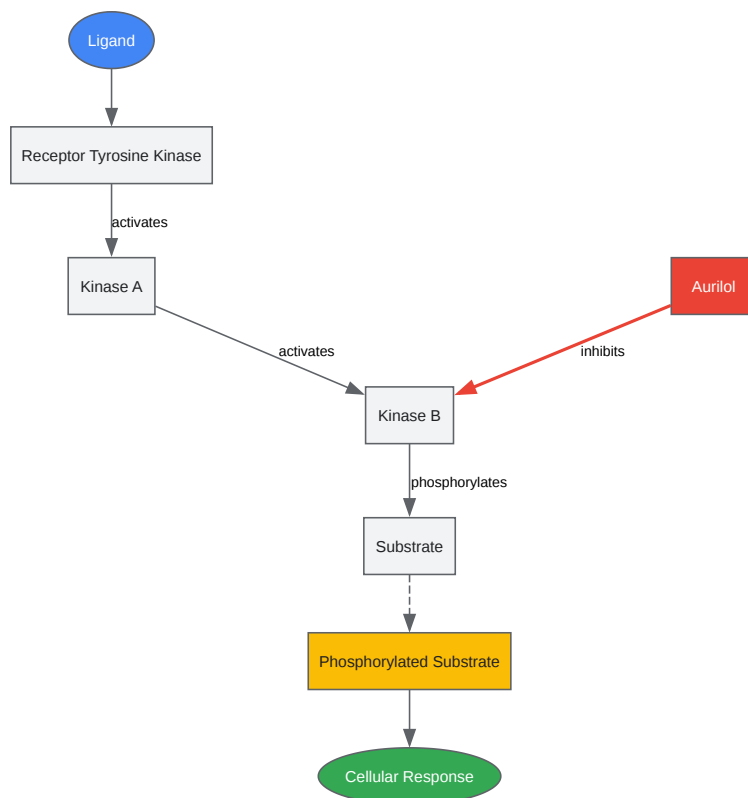 Ligand
Receptor Tyrosine Kinase
activates
Kinase A
Aurilol
activates
inhibits
Kinase B
phosphorylates
Substrate
Phosphorylated Substrate
Cellular Response